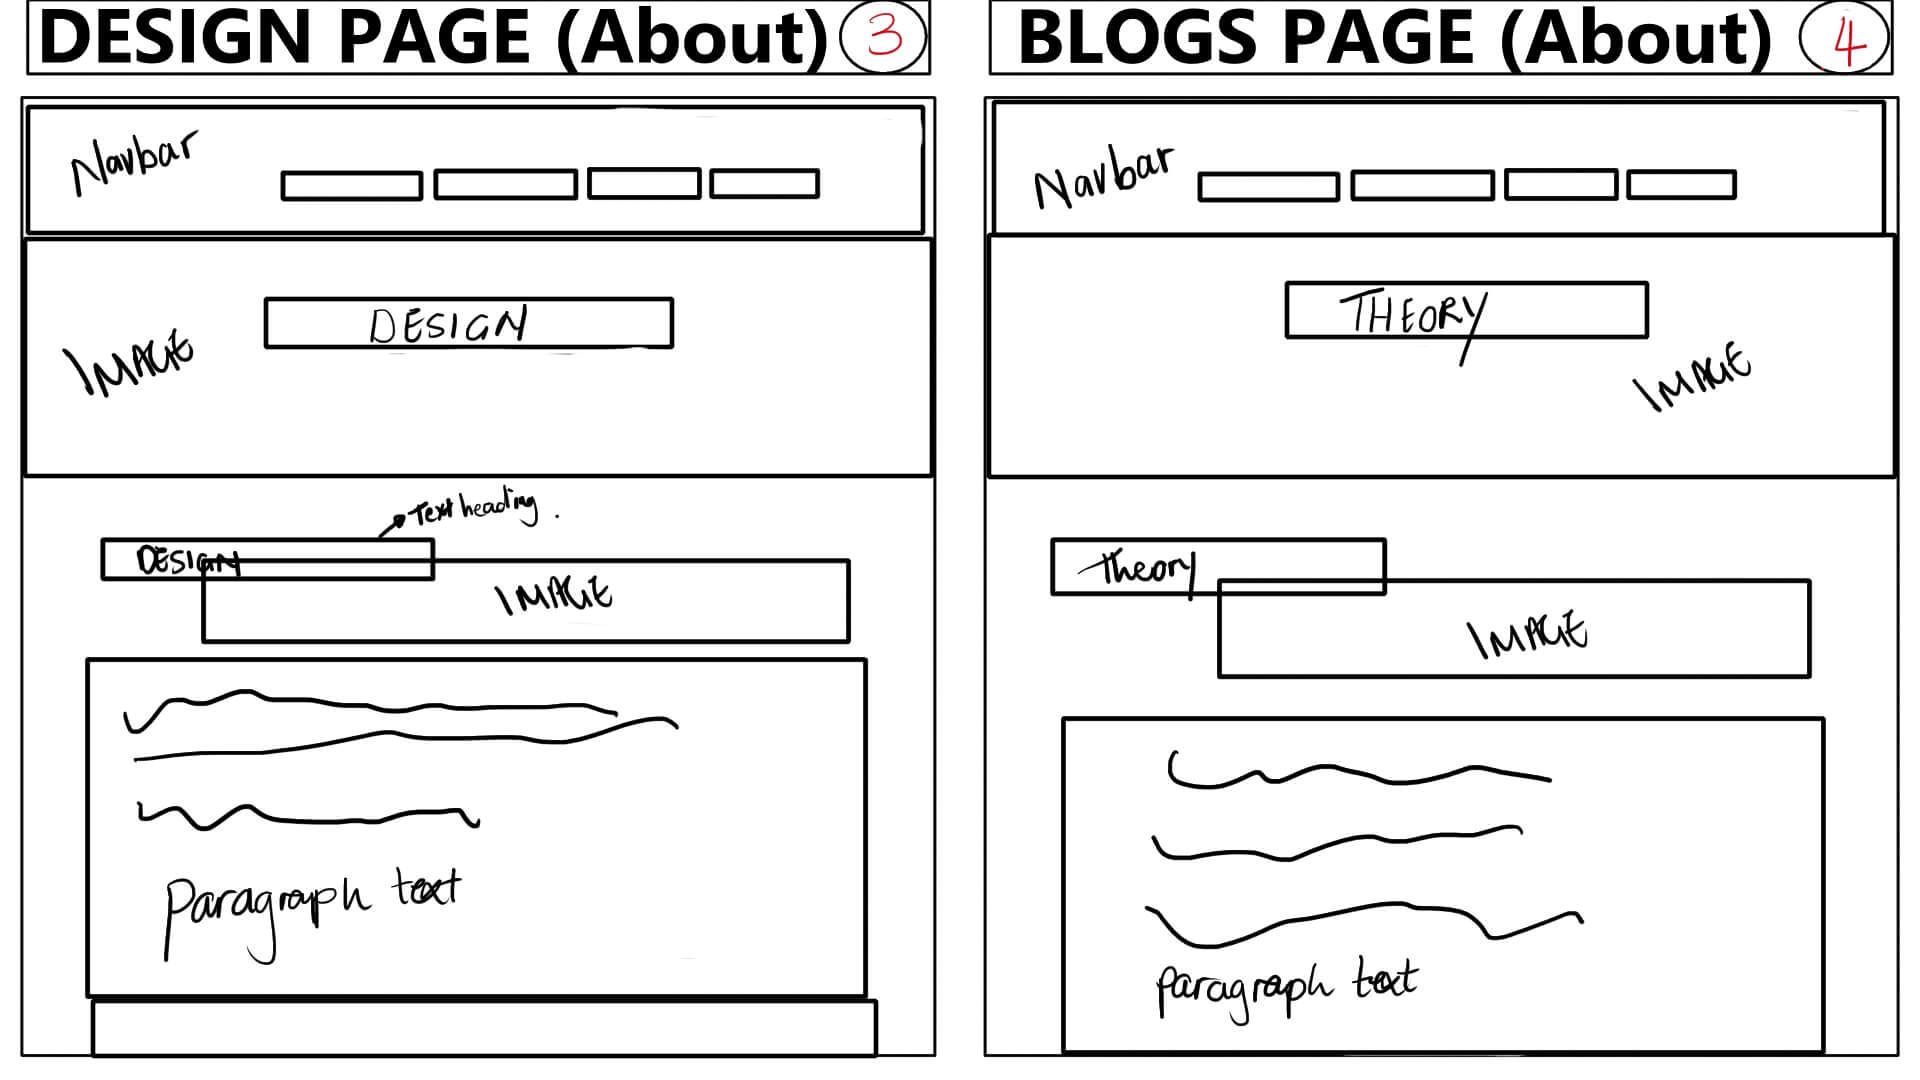 DESIGN PAGE (About) 3
Navbar
DESIGN
IMAGE
Text heading.
DESIGN
IMAGE
Paragraph text
BLOGS PAGE (About) 4
Navbar
THEORY
IMAGE
Theory
IMAGE
paragraph text